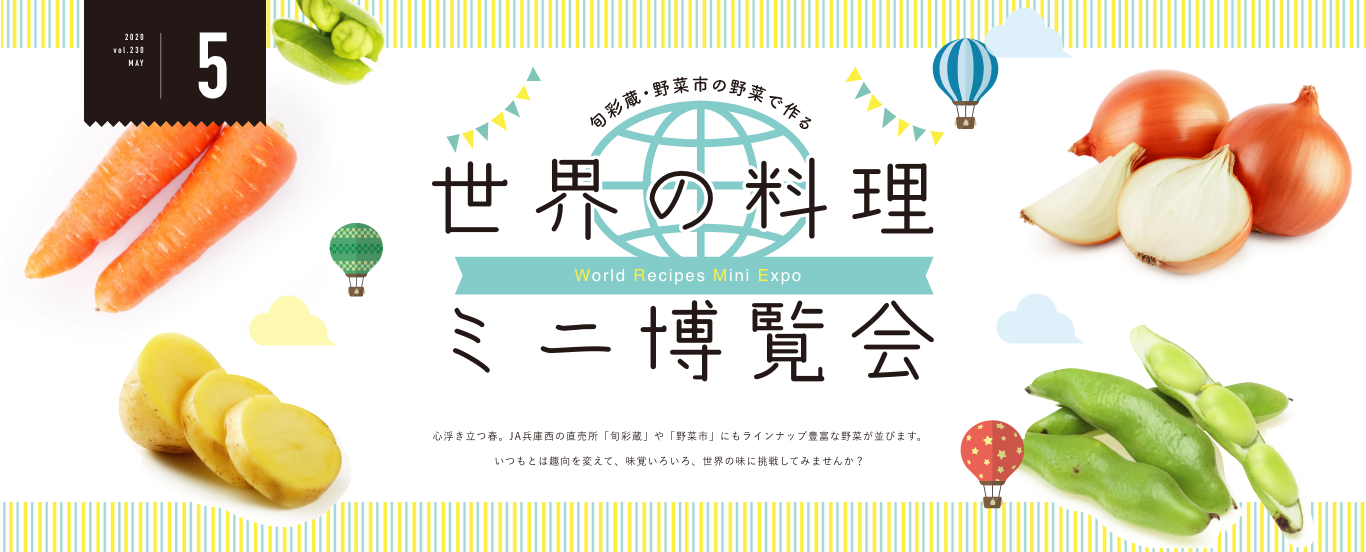 2020
vol.230
MAY
5
旬彩蔵・野菜市の野菜で作る
世界の料理
World Recipes Mini Expo
ミニ博覧会
心浮き立つ春。JA兵庫西の直売所「旬彩蔵」や「野菜市」にもラインナップ豊富な野菜が並びます。
いつもとは趣向を変えて、味覚いろいろ、世界の味に挑戦してみませんか？